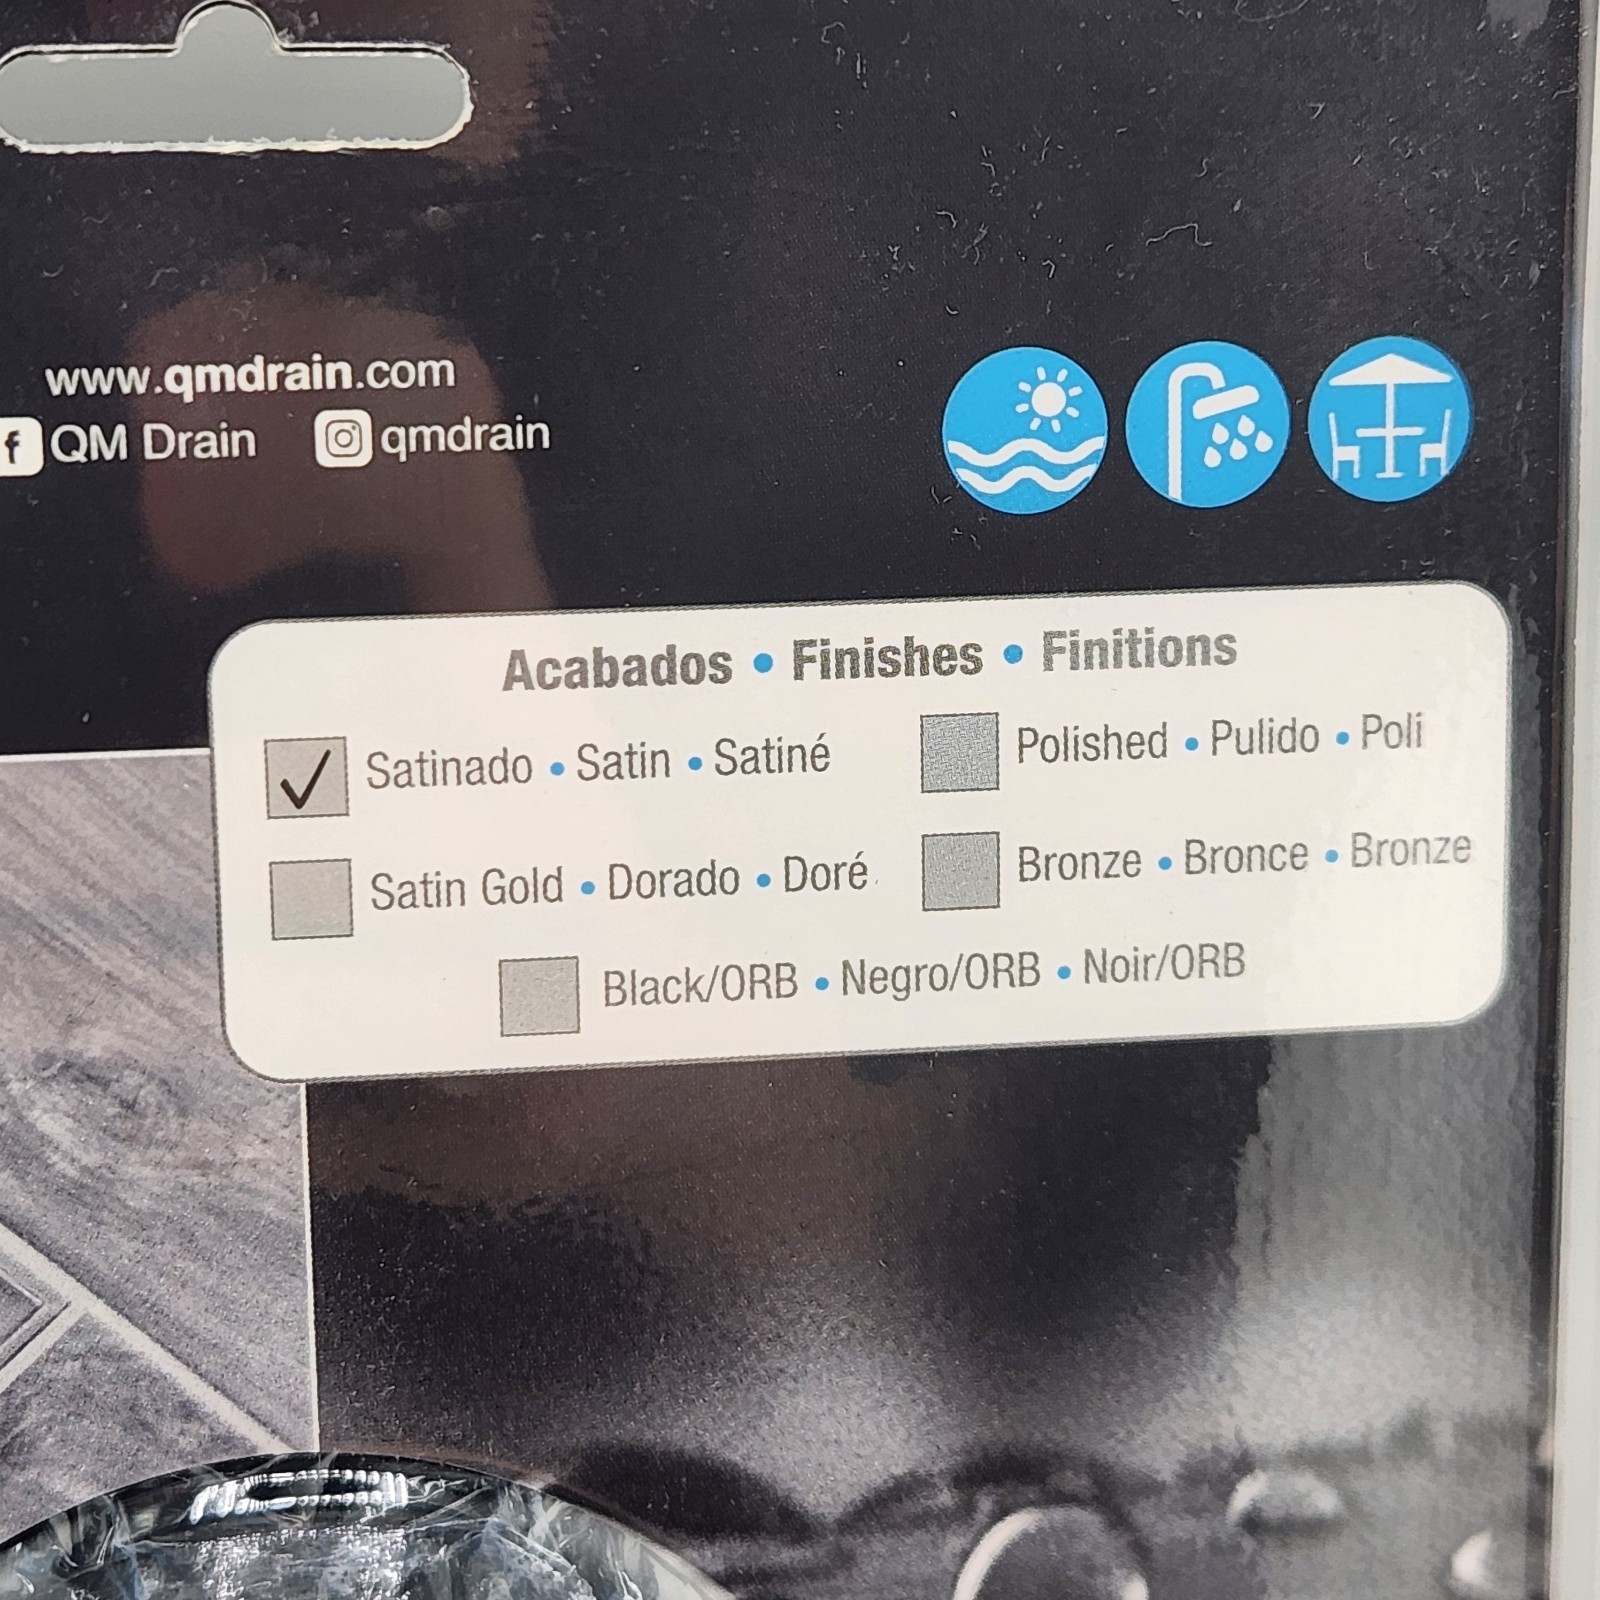 www.qmdrain.com
f QM Drain qmdrain
Acabados • Finishes • Finitions
Satinado • Satin • Satiné
Polished • Pulido • Poli
Satin Gold • Dorado • Doré
Bronze • Bronce • Bronze
Black/ORB • Negro/ORB • Noir/ORB